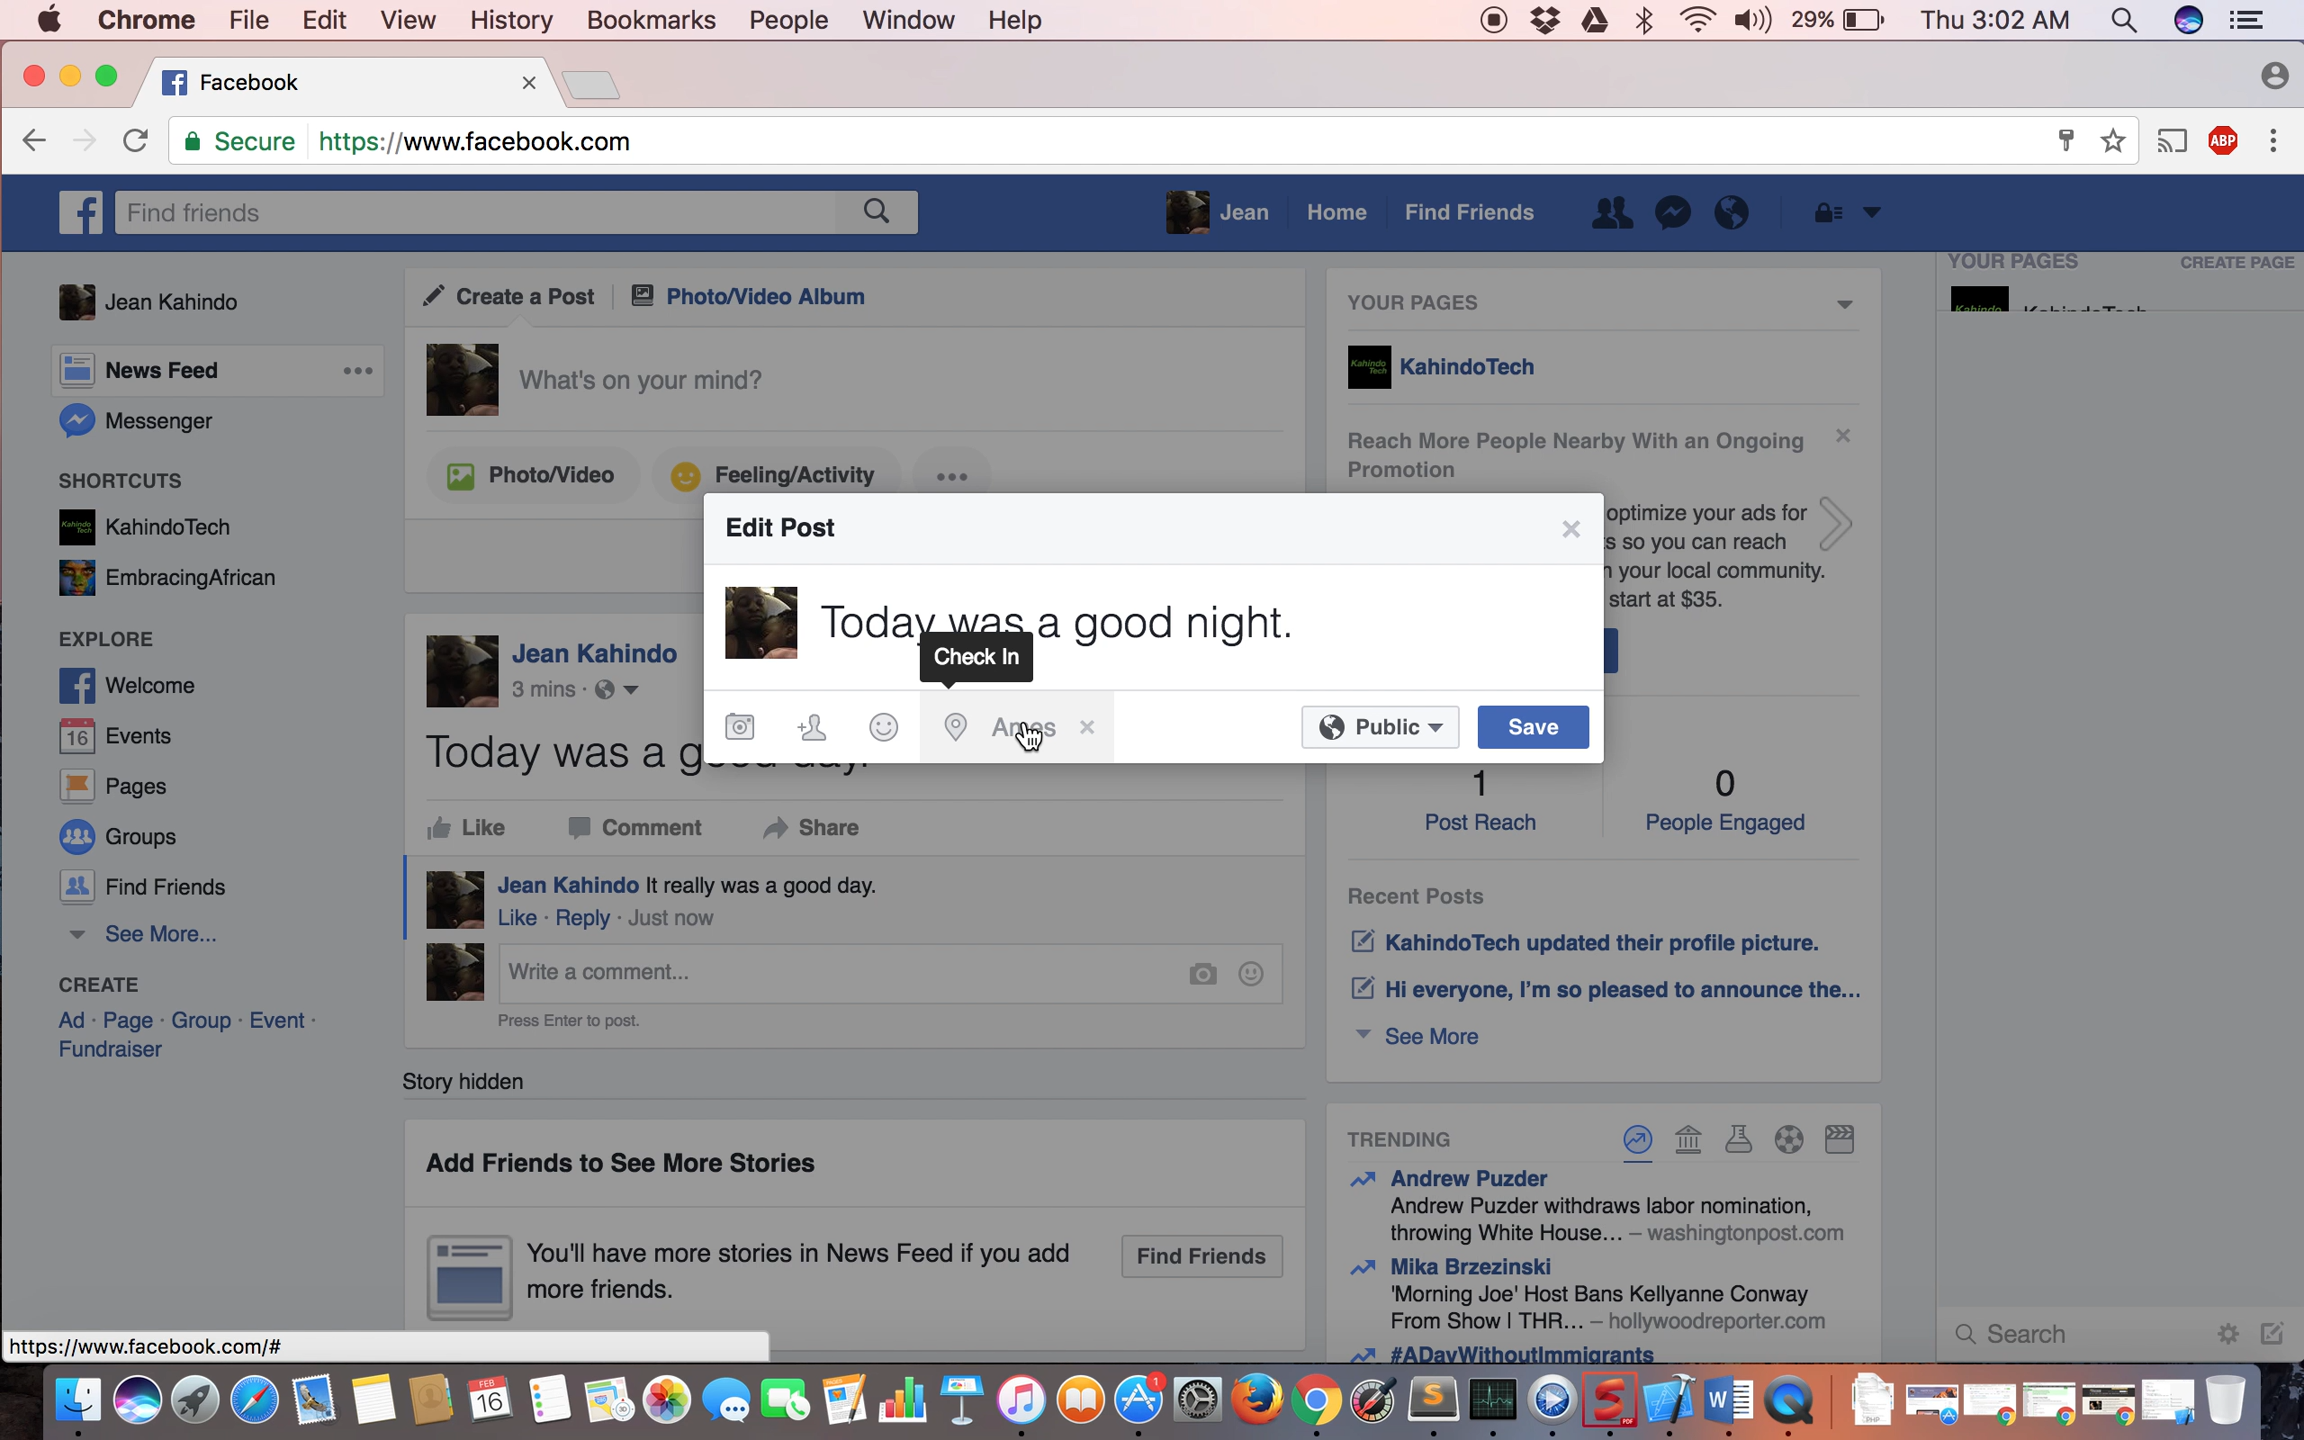 Chrome File Edit View History Bookmarks People Window Help 29% Thu 3:02 AM
Facebook
Secure https://www.facebook.com ABP
Find friends Jean Home Find Friends
YOUR PAGES CREATE PAGE
Jean Kahindo
News Feed
Messenger
SHORTCUTS
KahindoTech
EmbracingAfrican
EXPLORE
Welcome
16 Events
Pages
Groups
Find Friends
See More...
CREATE
Ad · Page · Group · Event ·
Fundraiser
Create a Post Photo/Video Album
What's on your mind?
Photo/Video Feeling/Activity
Edit Post
Today was a good night.
Check In
Public Save
Jean Kahindo
3 mins ·
Today was a good day.
Like Comment Share
Jean Kahindo It really was a good day.
Like · Reply · Just now
Write a comment...
Press Enter to post.
Story hidden
Add Friends to See More Stories
You'll have more stories in News Feed if you add
more friends.
Find Friends
YOUR PAGES
Kahindo Tech KahindoTech
Reach More People Nearby With an Ongoing
Promotion
optimize your ads for
s so you can reach
your local community.
start at $35.
1 0
Post Reach People Engaged
Recent Posts
KahindoTech updated their profile picture.
Hi everyone, I'm so pleased to announce the...
See More
TRENDING
Andrew Puzder
Andrew Puzder withdraws labor nomination,
throwing White House... – washingtonpost.com
Mika Brzezinski
'Morning Joe' Host Bans Kellyanne Conway
From Show | THR... – hollywoodreporter.com
#ADayWithoutImmigrants
Search
https://www.facebook.com/#
FEB
16
1